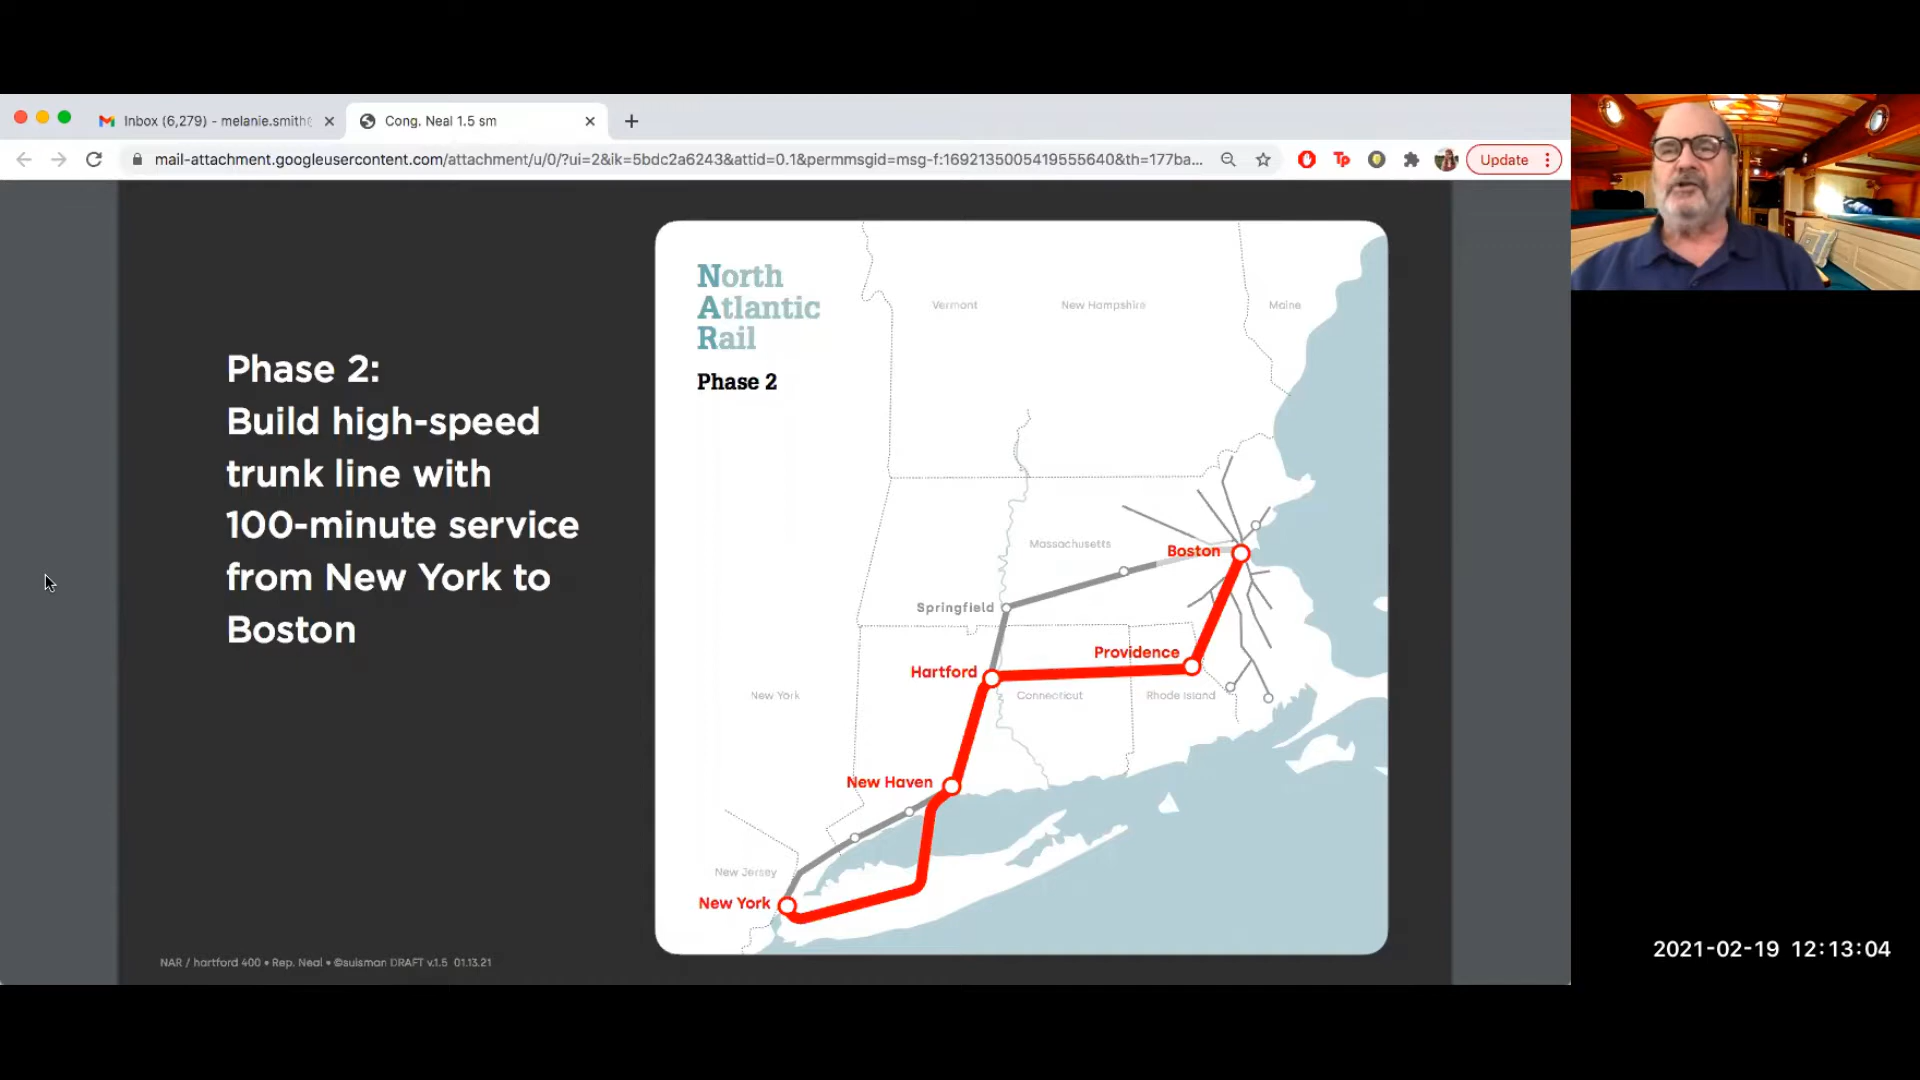 Inbox (6,279) - melanie.smith
Cong. Neal 1.5 sm
mail-attachment.googleusercontent.com/attachment/u/0/?ui=2&ik=5bdc2a6243&attid=0.1&permmsgid=msg-f:1692135005419555640&th=177ba...
Tp
Update
Phase 2:
Build high-speed
trunk line with
100-minute service
from New York to
Boston
North
Atlantic
Rail
Phase 2
Vermont
New Hampshire
Maine
Massachusetts
Boston
Springfield
Providence
Hartford
New York
Connecticut
Rhode Island
New Haven
New Jersey
New York
NAR / hartford 400 • Rep. Neal • ©suisman DRAFT v.1.5 01.13.21
2021-02-19 12:13:04